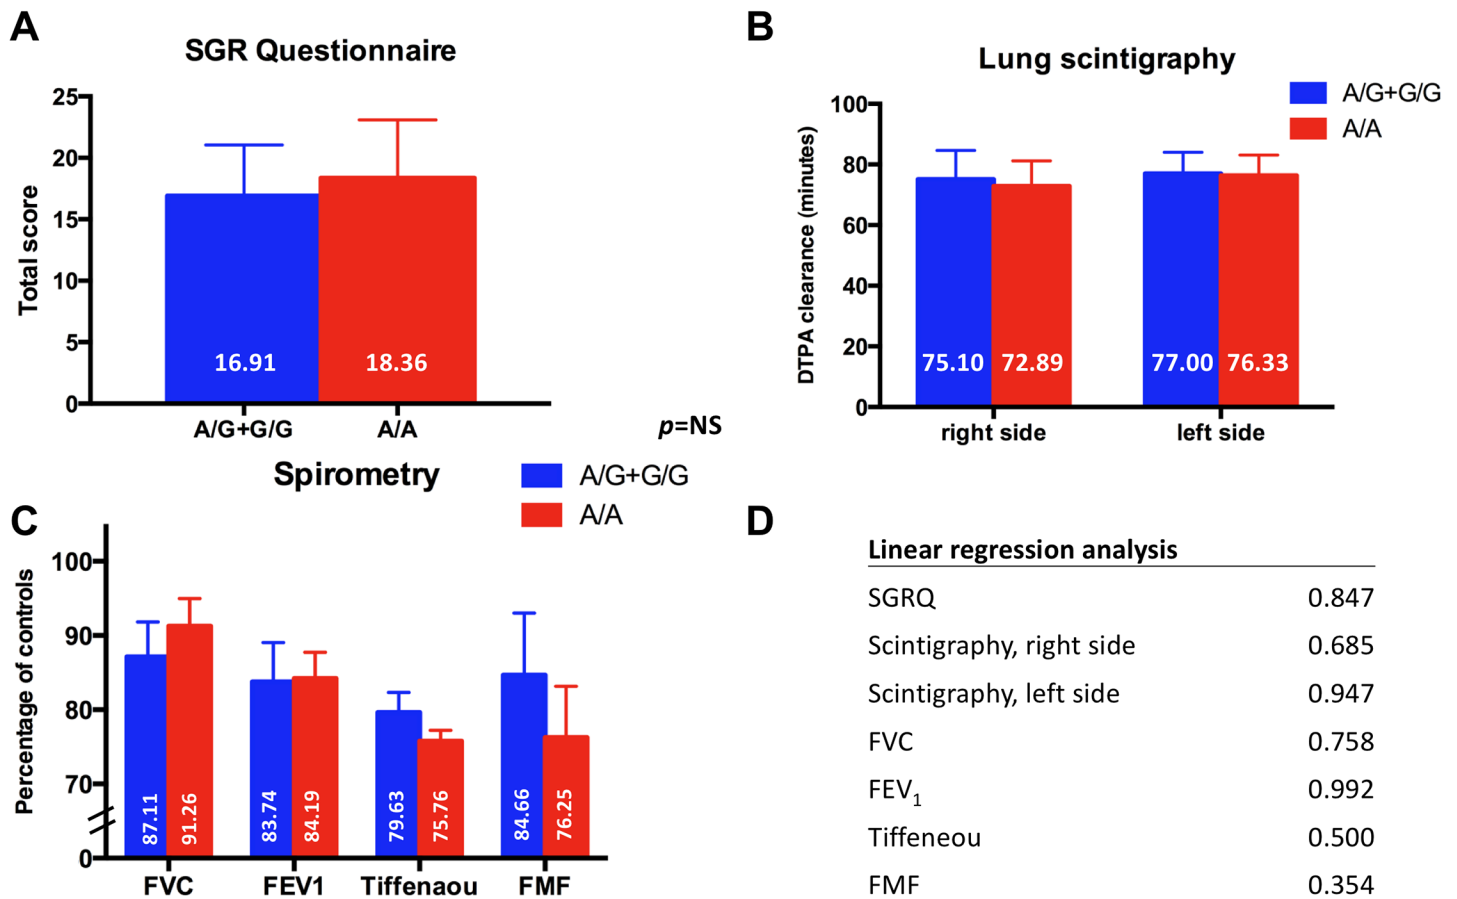 A
SGR Questionnaire
Total score
25
20
15
10
5
0
16.91
18.36
A/G+G/G
A/A
p=NS
B
Lung scintigraphy
A/G+G/G
A/A
DTPA clearance (minutes)
100
80
60
40
20
0
75.10
72.89
77.00
76.33
right side
left side
C
Spirometry
A/G+G/G
A/A
Percentage of controls
100
90
80
70
0
87.11
91.26
83.74
84.19
79.63
75.76
84.66
76.25
FVC
FEV1
Tiffenaou
FMF
D
Linear regression analysis
SGRQ 0.847
Scintigraphy, right side 0.685
Scintigraphy, left side 0.947
FVC 0.758
FEV1 0.992
Tiffeneou 0.500
FMF 0.354